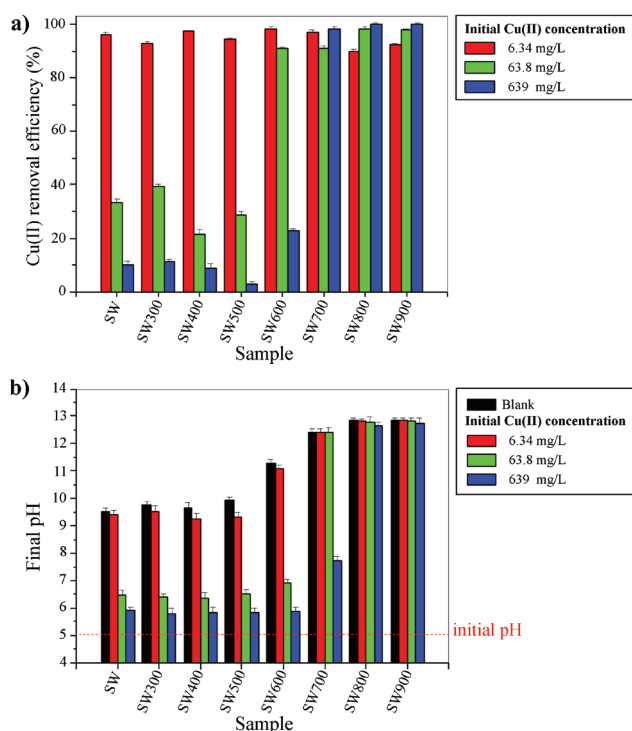 a)
Cu(II) removal efficiency (%)
100
80
60
40
20
0
SW
SW300
SW400
SW500
SW600
SW700
SW800
SW900
Sample
Initial Cu(II) concentration
6.34 mg/L
63.8 mg/L
639 mg/L
b)
Final pH
14
13
12
11
10
9
8
7
6
5
4
initial pH
SW
SW300
SW400
SW500
SW600
SW700
SW800
SW900
Sample
Blank
Initial Cu(II) concentration
6.34 mg/L
63.8 mg/L
639 mg/L